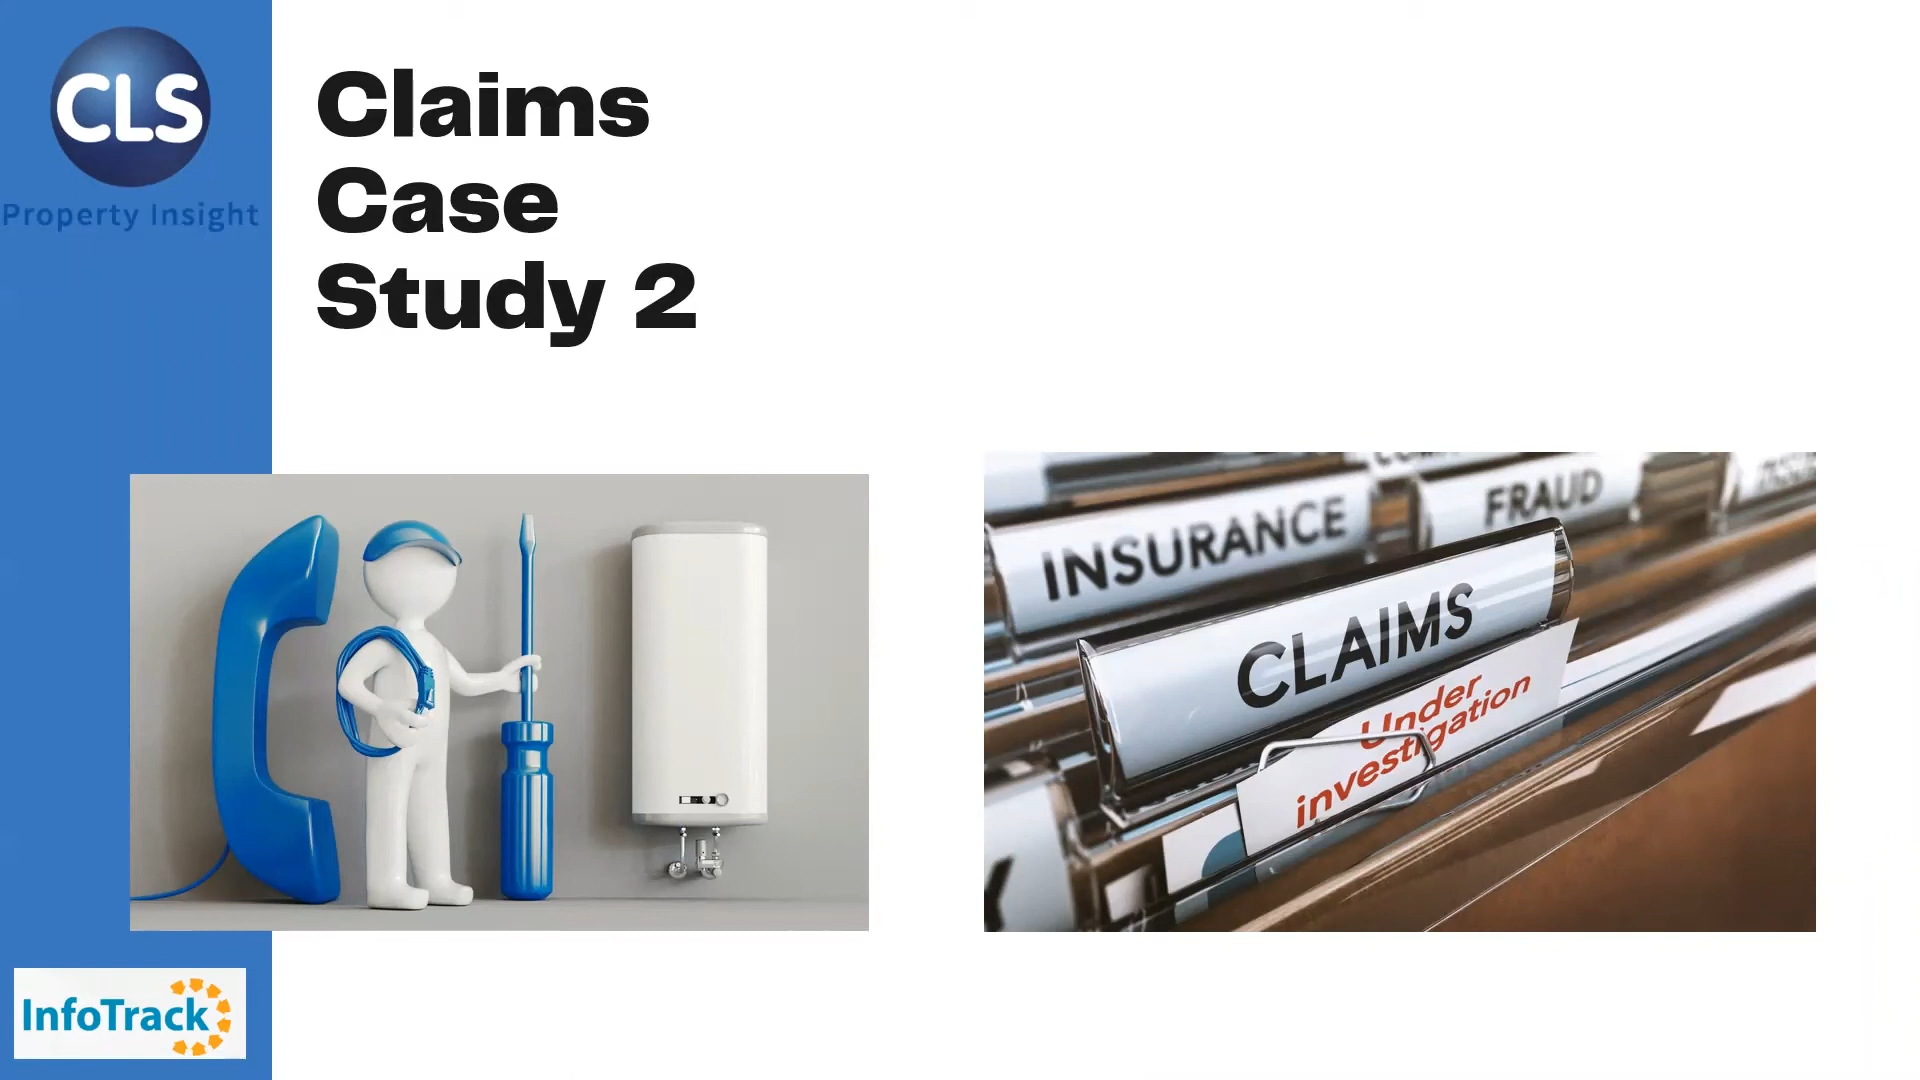 CLS
Property Insight
Claims
Case
Study 2
INSURANCE
FRAUD
CLAIMS
Under
investigation
InfoTrack